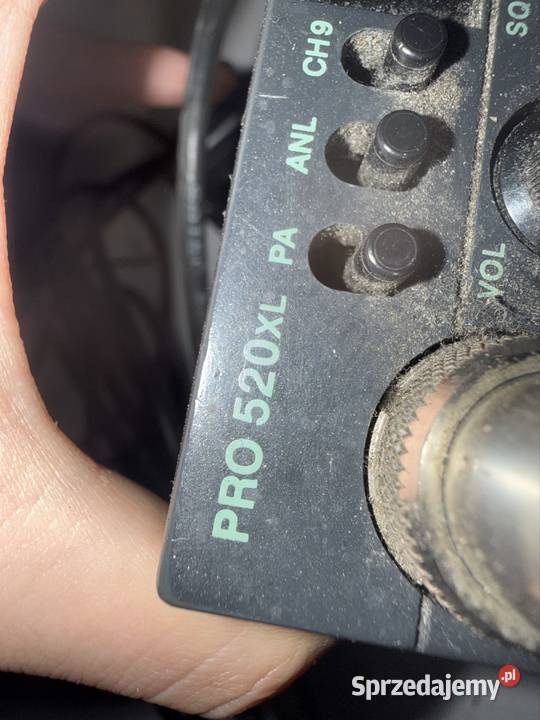 CH9
ANL
PA
PRO 520XL
SQ
VOL
Sprzedajemy.pl